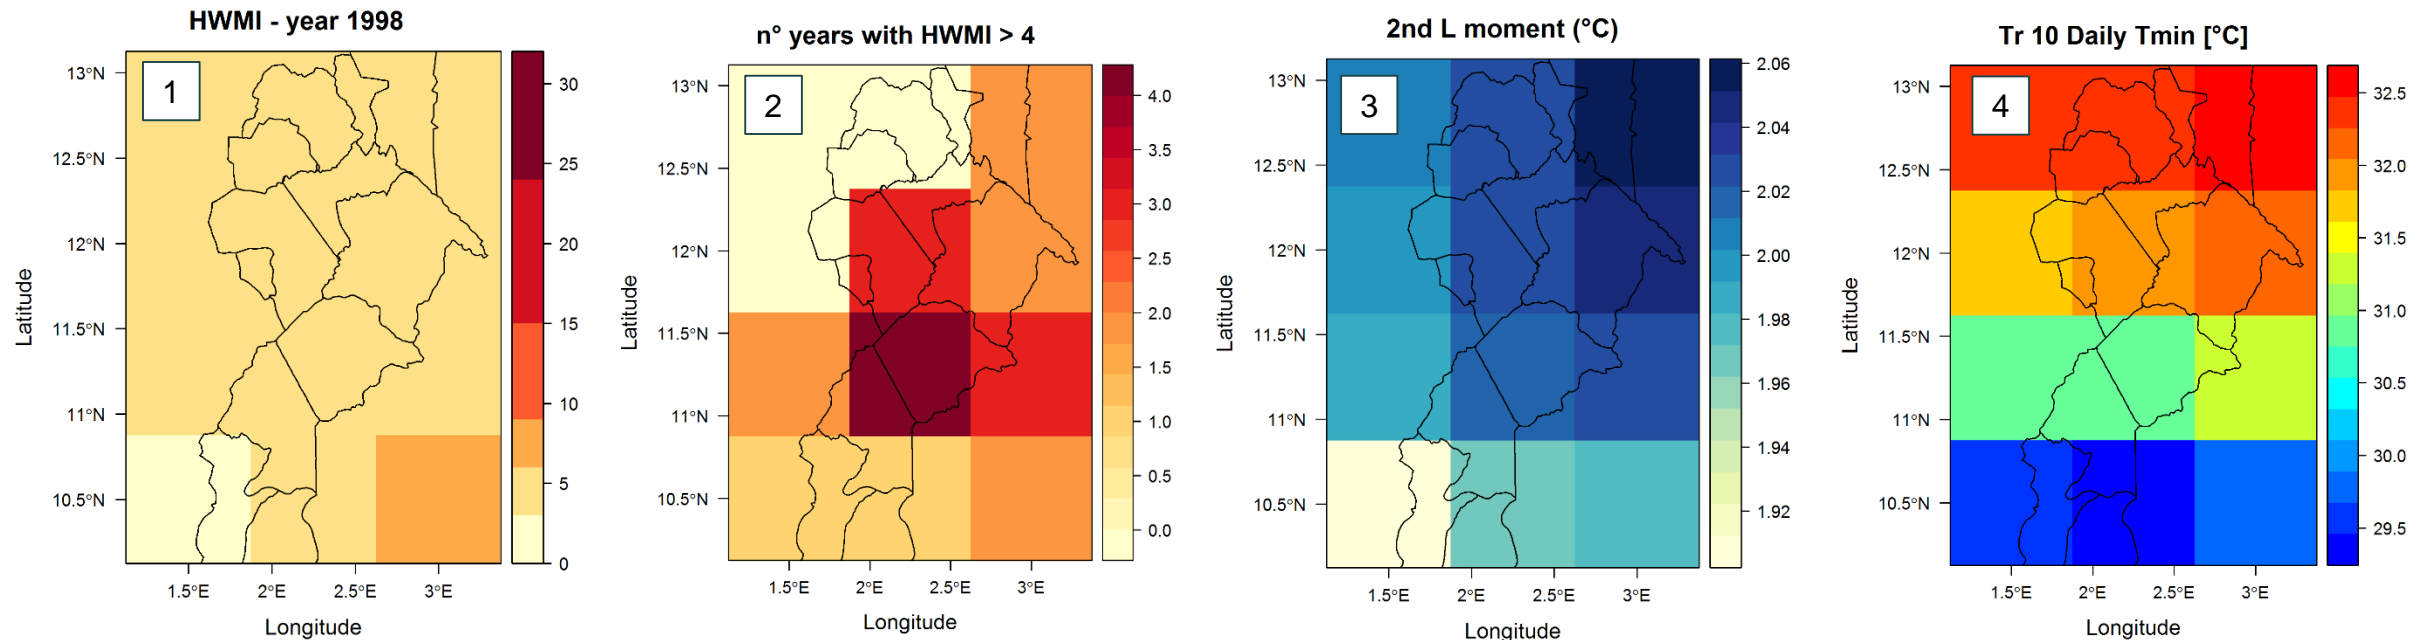 HWMI - year 1998
1
13°N
12.5°N
12°N
11.5°N
11°N
10.5°N
Latitude
1.5°E 2°E 2.5°E 3°E
Longitude
30
25
20
15
10
5
0
n° years with HWMI > 4
2
13°N
12.5°N
12°N
11.5°N
11°N
10.5°N
Latitude
1.5°E 2°E 2.5°E 3°E
Longitude
4.0
3.5
3.0
2.5
2.0
1.5
1.0
0.5
0.0
2nd L moment (°C)
3
13°N
12.5°N
12°N
11.5°N
11°N
10.5°N
Latitude
1.5°E 2°E 2.5°E 3°E
Longitude
2.06
2.04
2.02
2.00
1.98
1.96
1.94
1.92
Tr 10 Daily Tmin [°C]
4
13°N
12.5°N
12°N
11.5°N
11°N
10.5°N
Latitude
1.5°E 2°E 2.5°E 3°E
Longitude
32.5
32.0
31.5
31.0
30.5
30.0
29.5